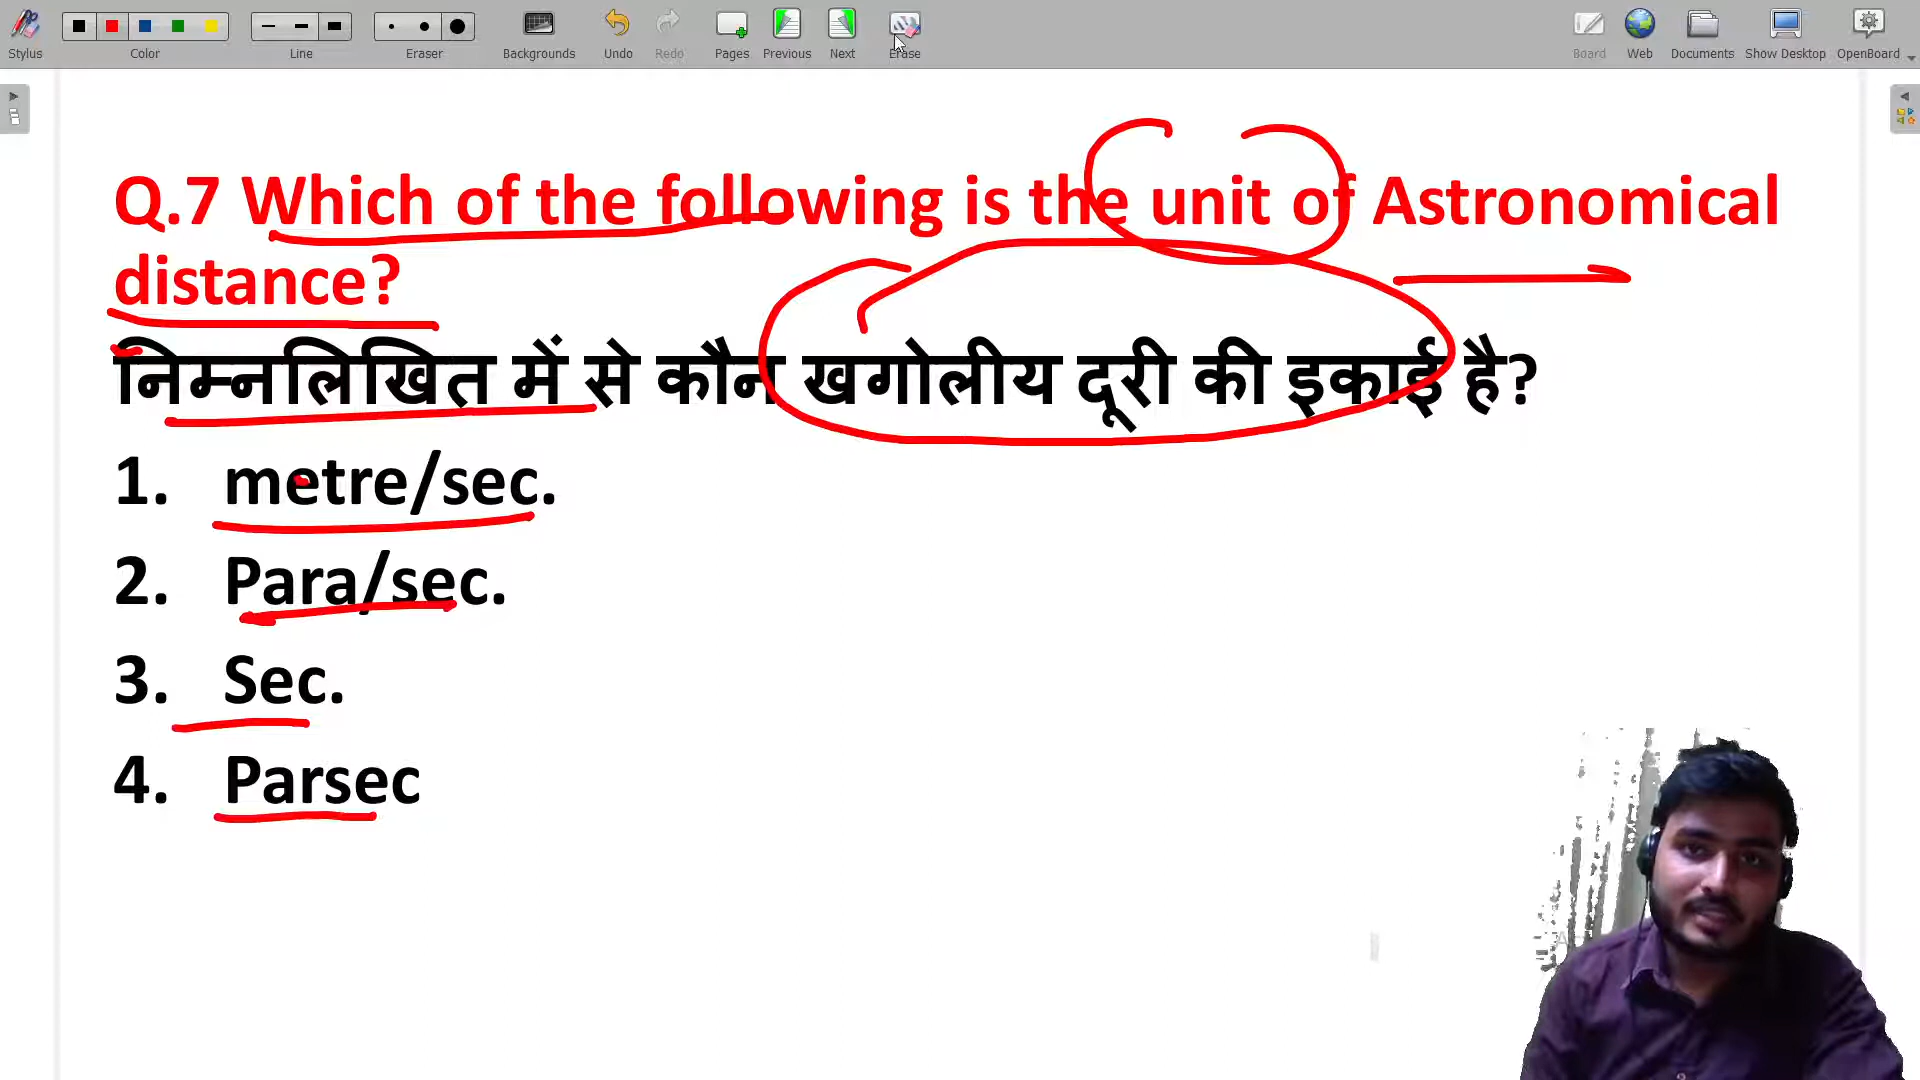 Stylus
Color
Line
Eraser
Backgrounds
Undo
Redo
Pages
Previous
Next
Erase
Board
Web
Documents
Show Desktop
OpenBoard
Q.7 Which of the following is the unit of Astronomical
distance?
निम्नलिखित में से कौन खगोलीय दूरी की इकाई है?
1. metre/sec.
2. Para/sec.
3. Sec.
4. Parsec